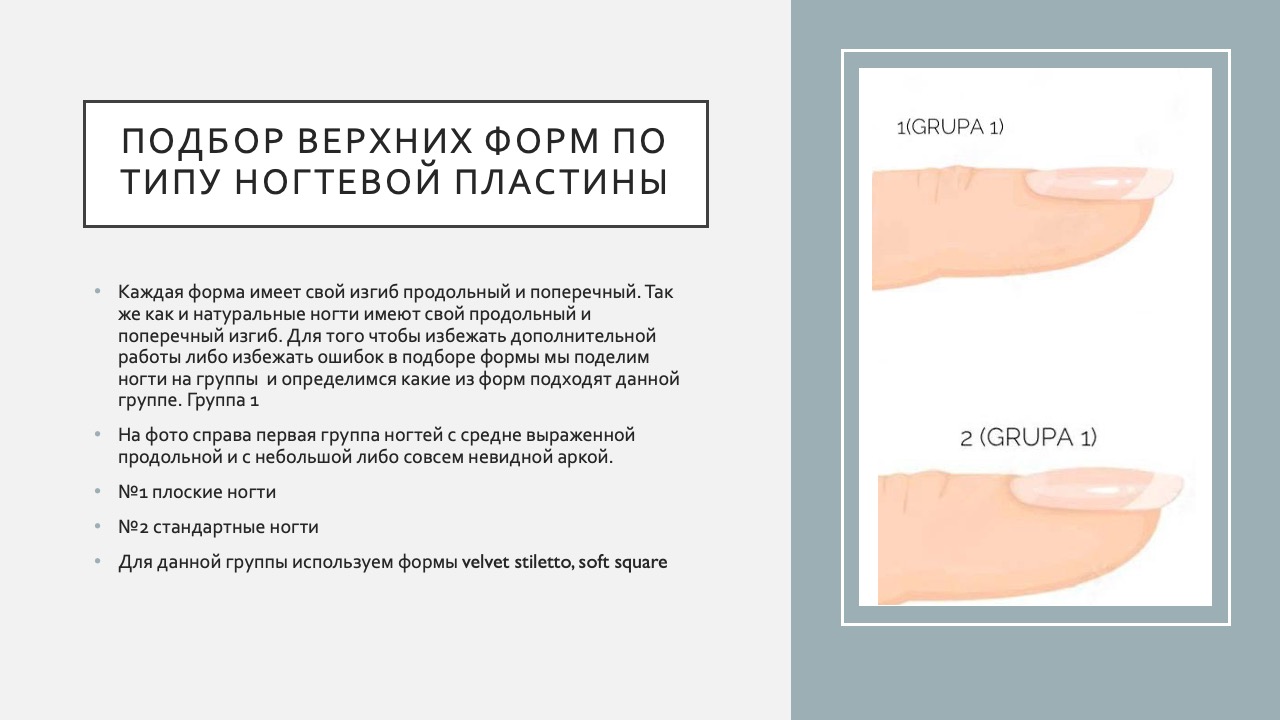 ПОДБОР ВЕРХНИХ ФОРМ ПО
ТИПУ НОГТЕВОЙ ПЛАСТИНЫ
• Каждая форма имеет свой изгиб продольный и поперечный. Так
же как и натуральные ногти имеют свой продольный и
поперечный изгиб. Для того чтобы избежать дополнительной
работы либо избежать ошибок в подборе формы мы поделим
ногти на группы  и определимся какие из форм подходят данной
группе. Группа 1
• На фото справа первая группа ногтей с средне выраженной
продольной и с небольшой либо совсем невидной аркой.
• №1 плоские ногти
• №2 стандартные ногти
• Для данной группы используем формы velvet stiletto, soft square
1(GRUPA 1)
2 (GRUPA 1)